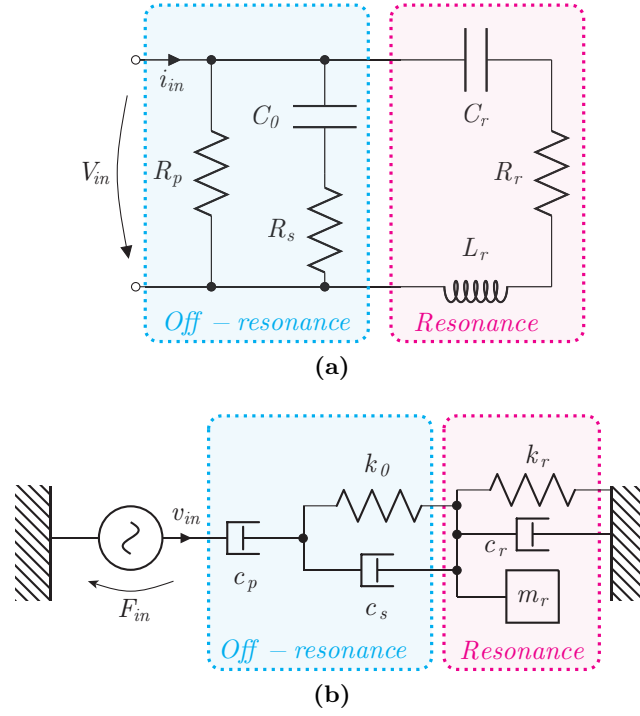 i_in
C_0
C_r
V_in
R_p
R_r
R_s
L_r
Off – resonance
Resonance
(a)
k_0
k_r
v_in
c_r
F_in
c_p
c_s
m_r
Off – resonance
Resonance
(b)